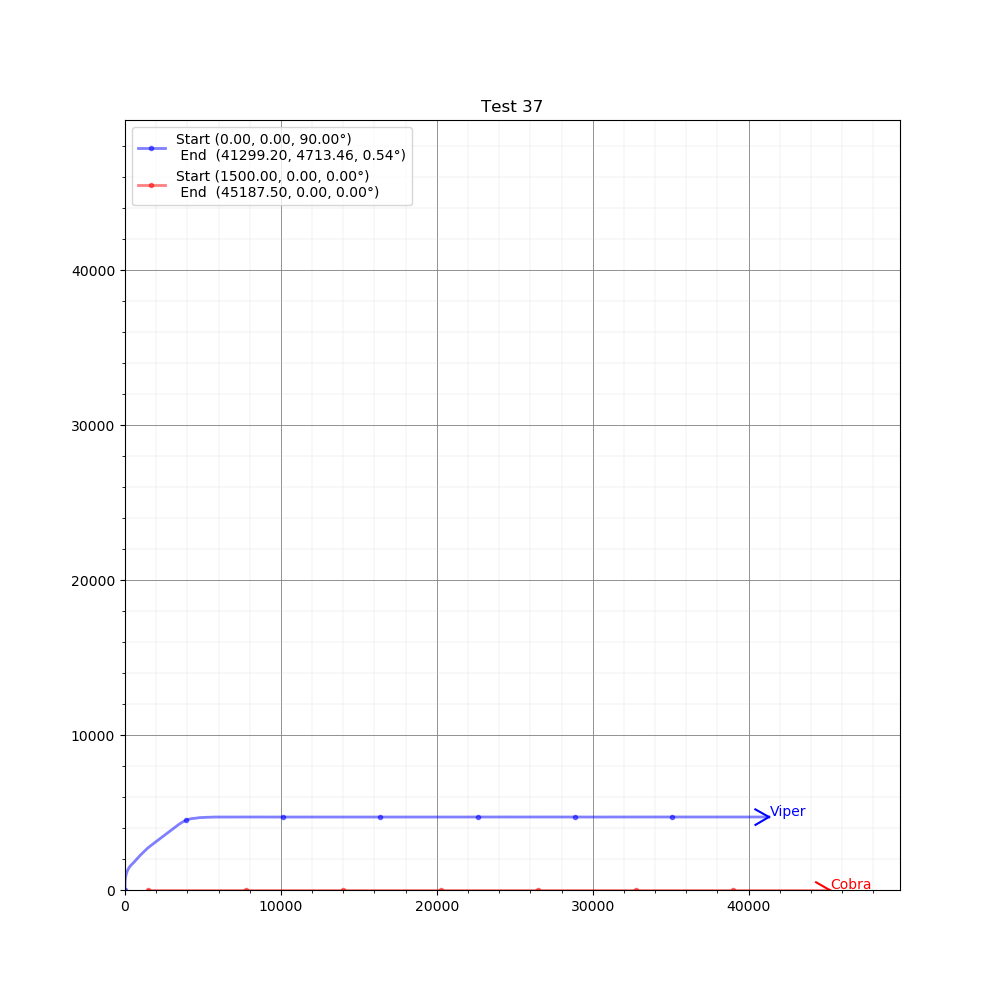 Test 37
Start (0.00, 0.00, 90.00°)
End (41299.20, 4713.46, 0.54°)
Start (1500.00, 0.00, 0.00°)
End (45187.50, 0.00, 0.00°)
40000
30000
20000
10000
0
Viper
Cobra
0 10000 20000 30000 40000